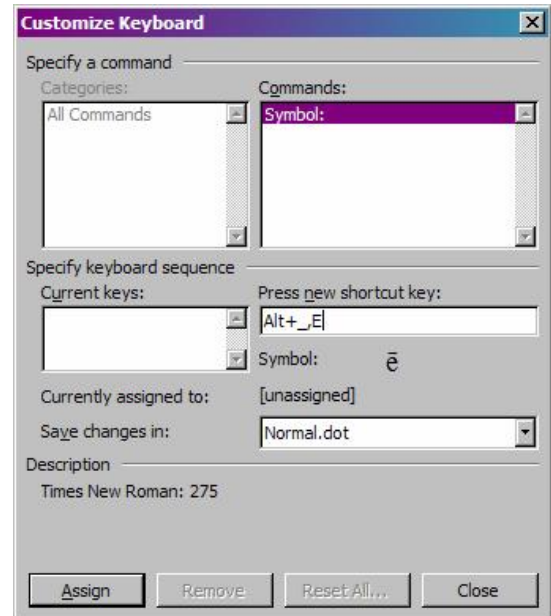 Customize Keyboard
Specify a command
Categories: Commands:
All Commands Symbol:
Specify keyboard sequence
Current keys: Press new shortcut key:
Alt+_,E
Symbol: ē
Currently assigned to: [unassigned]
Save changes in: Normal.dot
Description
Times New Roman: 275
Assign Remove Reset All... Close